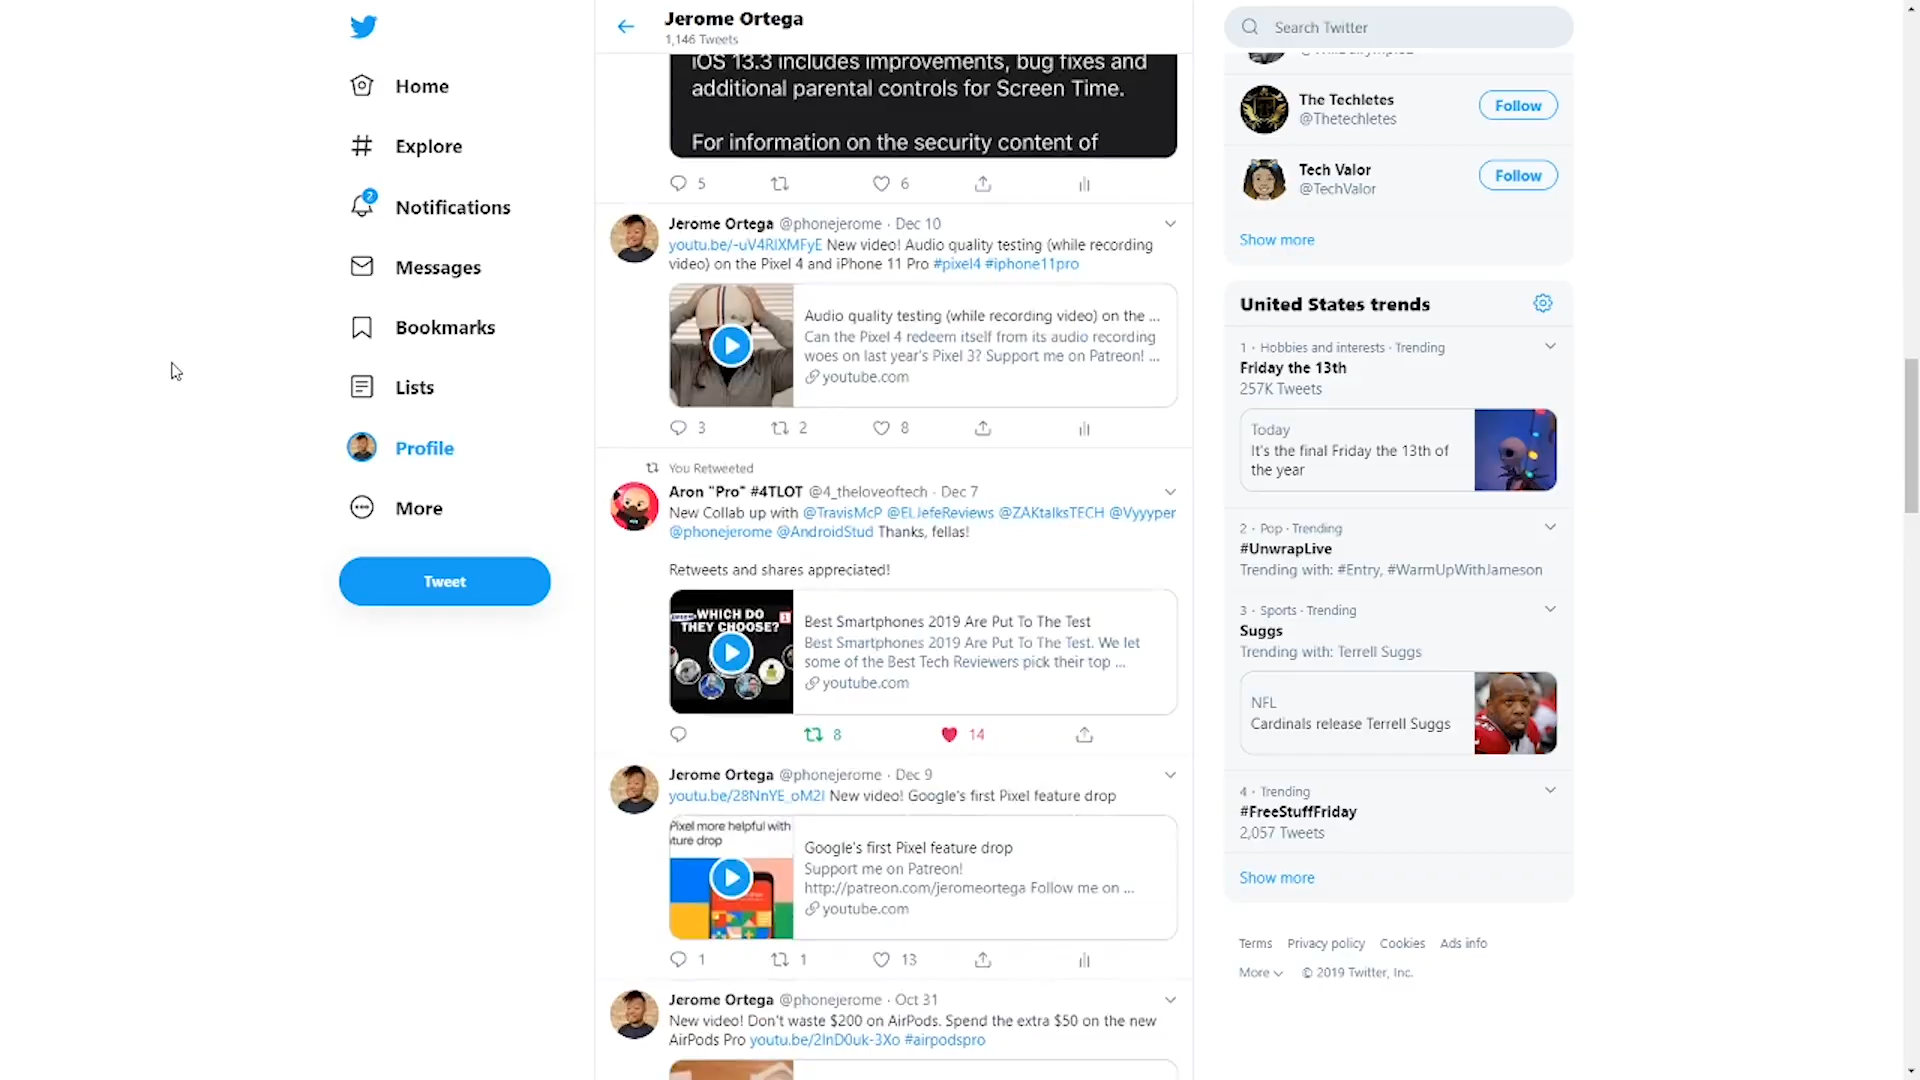 Home
Explore
2
Notifications
Messages
Bookmarks
Lists
Profile
More
Tweet
Jerome Ortega
1,146 Tweets
iOS 13.3 includes improvements, bug fixes and
additional parental controls for Screen Time.
For information on the security content of
5 6
Jerome Ortega @phonejerome · Dec 10
youtu.be/-uV4RlXMFyE New video! Audio quality testing (while recording
video) on the Pixel 4 and iPhone 11 Pro #pixel4 #iphone11pro
Audio quality testing (while recording video) on the ...
Can the Pixel 4 redeem itself from its audio recording
woes on last year's Pixel 3? Support me on Patreon! ...
youtube.com
3 2 8
You Retweeted
Aron "Pro" #4TLOT @4_theloveoftech · Dec 7
New Collab up with @TravisMcP @ELJefeReviews @ZAKtalksTECH @Vyyyper
@phonejerome @AndroidStud Thanks, fellas!
Retweets and shares appreciated!
WHICH DO
THEY CHOOSE?
Best Smartphones 2019 Are Put To The Test
Best Smartphones 2019 Are Put To The Test. We let
some of the Best Tech Reviewers pick their top ...
youtube.com
8 14
Jerome Ortega @phonejerome · Dec 9
youtu.be/28NnYE_oM2I New video! Google's first Pixel feature drop
Pixel more helpful with
ture drop
Google's first Pixel feature drop
Support me on Patreon!
http://patreon.com/jeromeortega Follow me on ...
youtube.com
1 1 13
Jerome Ortega @phonejerome · Oct 31
New video! Don't waste $200 on AirPods. Spend the extra $50 on the new
AirPods Pro youtu.be/2lnD0uk-3Xo #airpodspro
Search Twitter
The Techletes
@Thetechletes
Follow
Tech Valor
@TechValor
Follow
Show more
United States trends
1 · Hobbies and interests · Trending
Friday the 13th
257K Tweets
Today
It's the final Friday the 13th of
the year
2 · Pop · Trending
#UnwrapLive
Trending with: #Entry, #WarmUpWithJameson
3 · Sports · Trending
Suggs
Trending with: Terrell Suggs
NFL
Cardinals release Terrell Suggs
4 · Trending
#FreeStuffFriday
2,057 Tweets
Show more
Terms Privacy policy Cookies Ads info
More © 2019 Twitter, Inc.